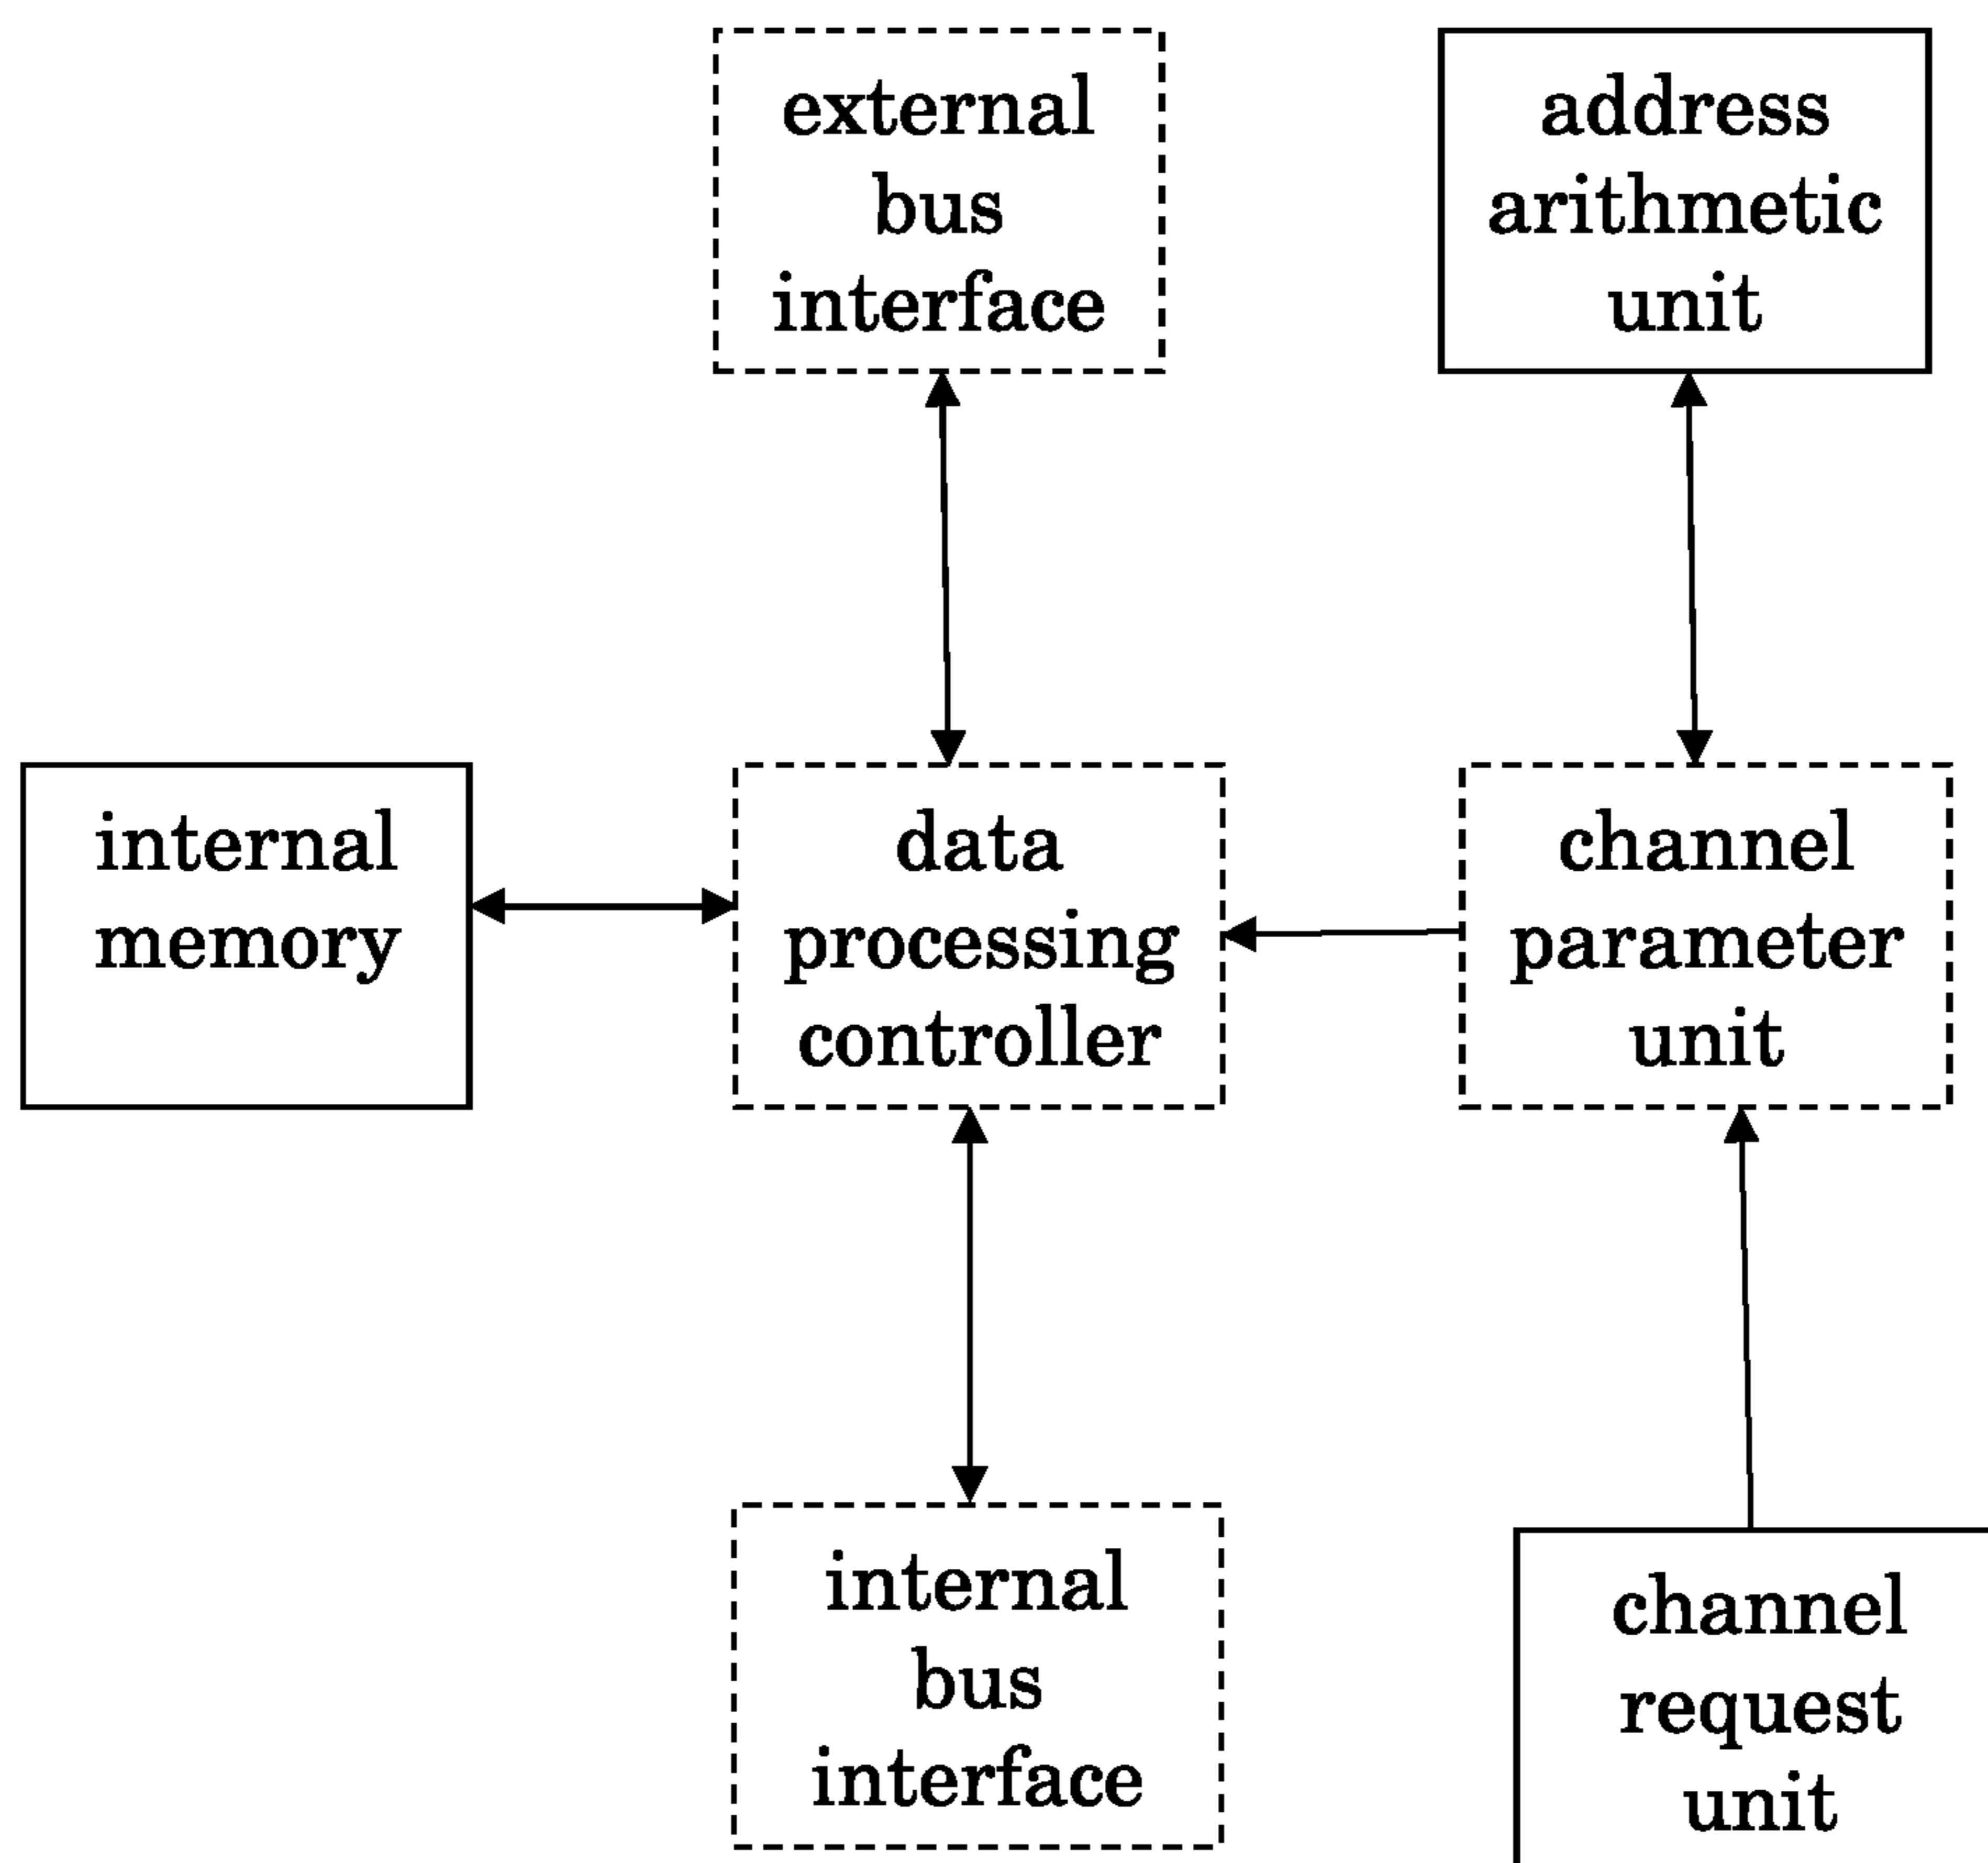 external
bus
interface
address
arithmetic
unit
internal
memory
data
processing
controller
channel
parameter
unit
internal
bus
interface
channel
request
unit